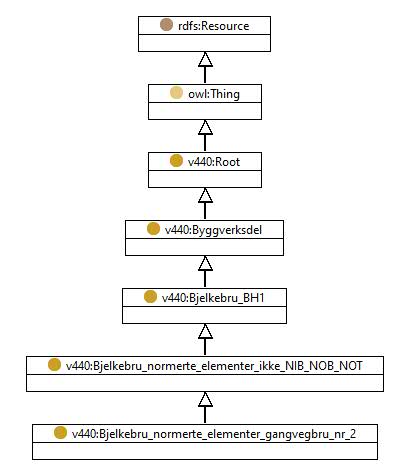 rdfs:Resource
owl:Thing
v440:Root
v440:Byggverksdel
v440:Bjelkebru_BH1
v440:Bjelkebru_normerte_elementer_ikke_NIB_NOB_NOT
v440:Bjelkebru_normerte_elementer_gangvegbru_nr_2